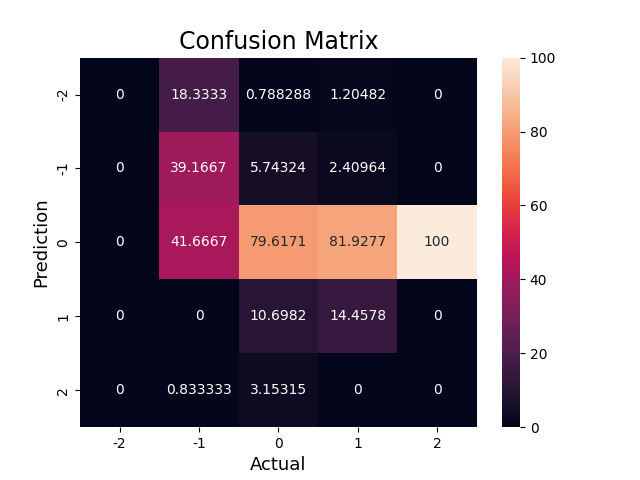 Confusion Matrix
-2 0 18.3333 0.788288 1.20482 0
-1 0 39.1667 5.74324 2.40964 0
0 0 41.6667 79.6171 81.9277 100
1 0 0 10.6982 14.4578 0
2 0 0.833333 3.15315 0 0
-2 -1 0 1 2
Prediction
Actual
100
80
60
40
20
0